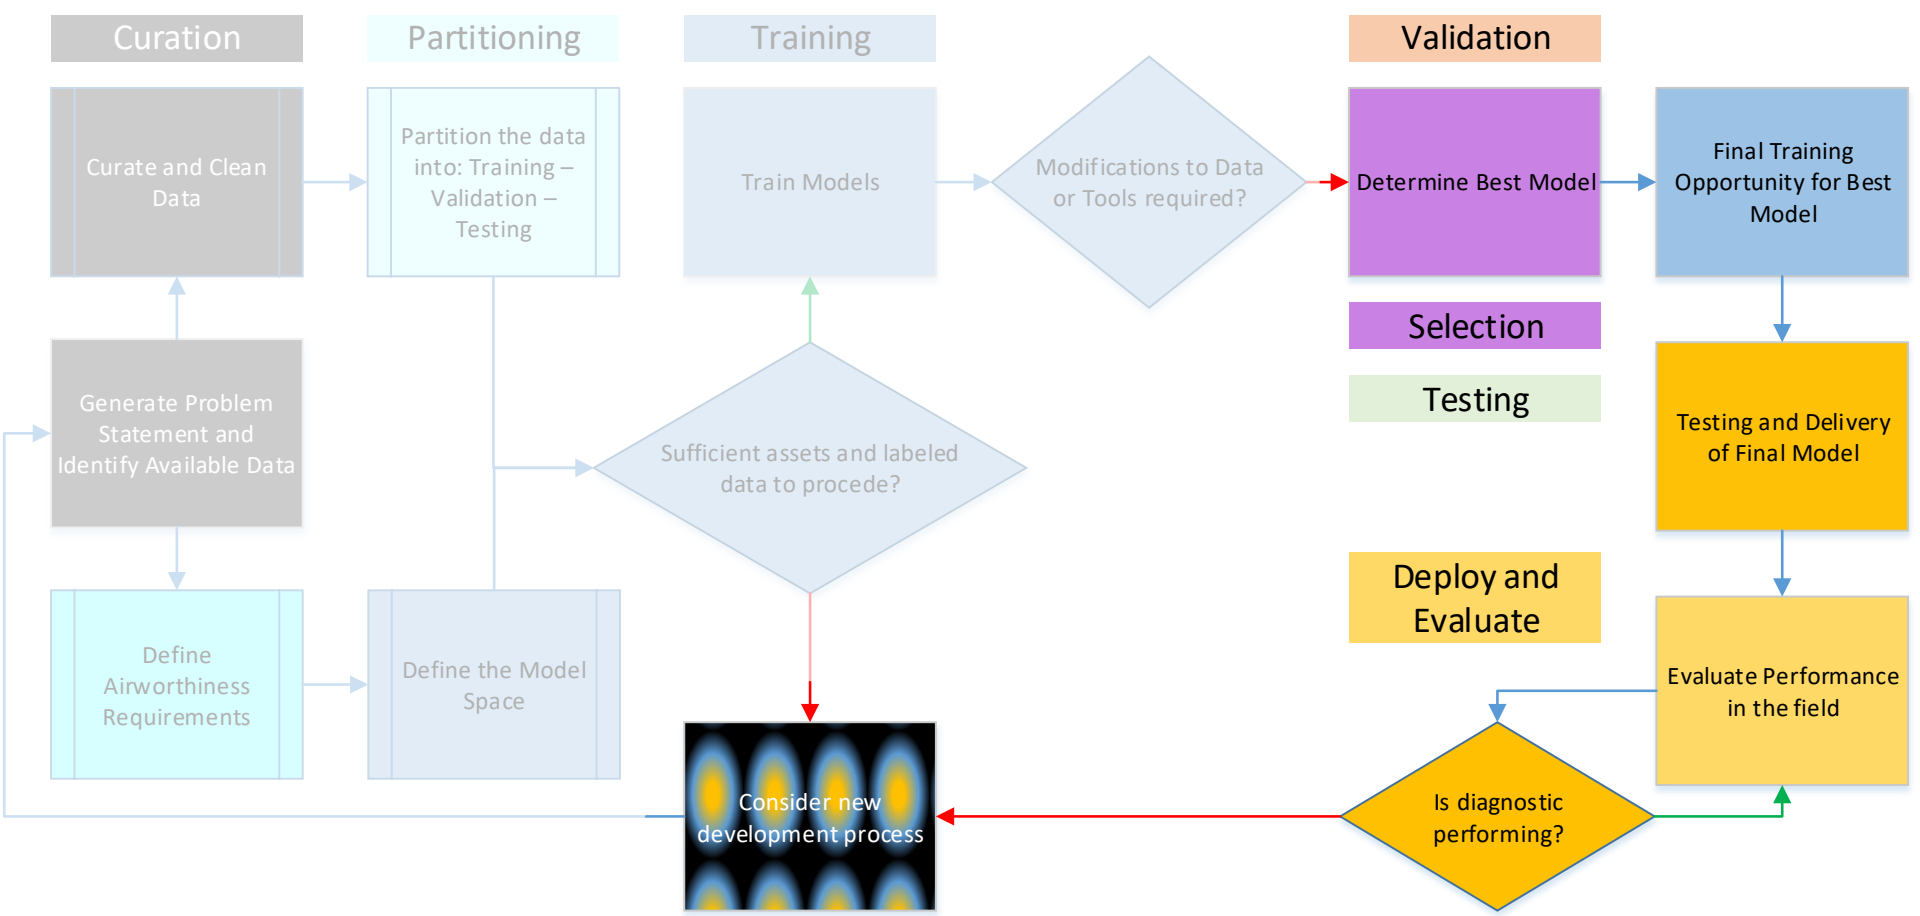 Curation
Partitioning
Training
Validation
Curate and Clean
Data
Partition the data
into: Training –
Validation –
Testing
Train Models
Modifications to Data
or Tools required?
Determine Best Model
Final Training
Opportunity for Best
Model
Selection
Testing
Generate Problem
Statement and
Identify Available Data
Sufficient assets and labeled
data to procede?
Testing and Delivery
of Final Model
Deploy and
Evaluate
Define
Airworthiness
Requirements
Define the Model
Space
Evaluate Performance
in the field
Consider new
development process
Is diagnostic
performing?